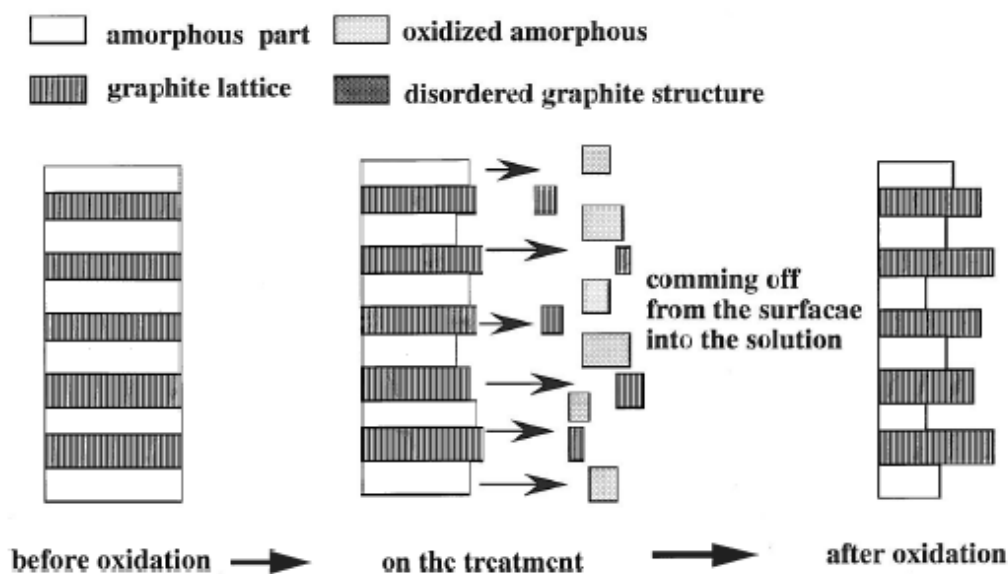 amorphous part
oxidized amorphous
graphite lattice
disordered graphite structure
comming off
from the surfacae
into the solution
before oxidation
on the treatment
after oxidation